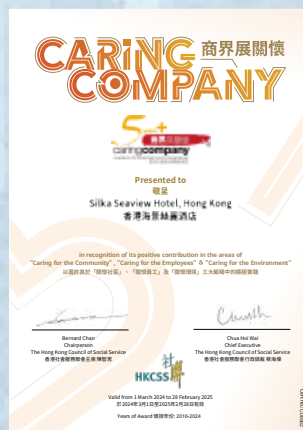 CARING 商界展關懷
COMPANY
5 +
caringcompany
Presented to
敬呈
Silka Seaview Hotel, Hong Kong
香港海景絲麗酒店
in recognition of its positive contribution in the areas of
"Caring for the Community", "Caring for the Employees" & "Caring for the Environment"
以嘉許其於「關懷社區」、「關懷員工」及「關懷環境」三大範疇中的積極實踐
Bernard Chan
Chairperson
The Hong Kong Council of Social Service
香港社會服務聯會主席 陳智思
Chua Hoi Wai
Chief Executive
The Hong Kong Council of Social Service
香港社會服務聯會行政總裁 蔡海偉
HKCSS
Valid from 1 March 2024 to 28 February 2025
於2024年3月1日至2025年2月28日有效
Years of Award 獲授年份: 2016-2024